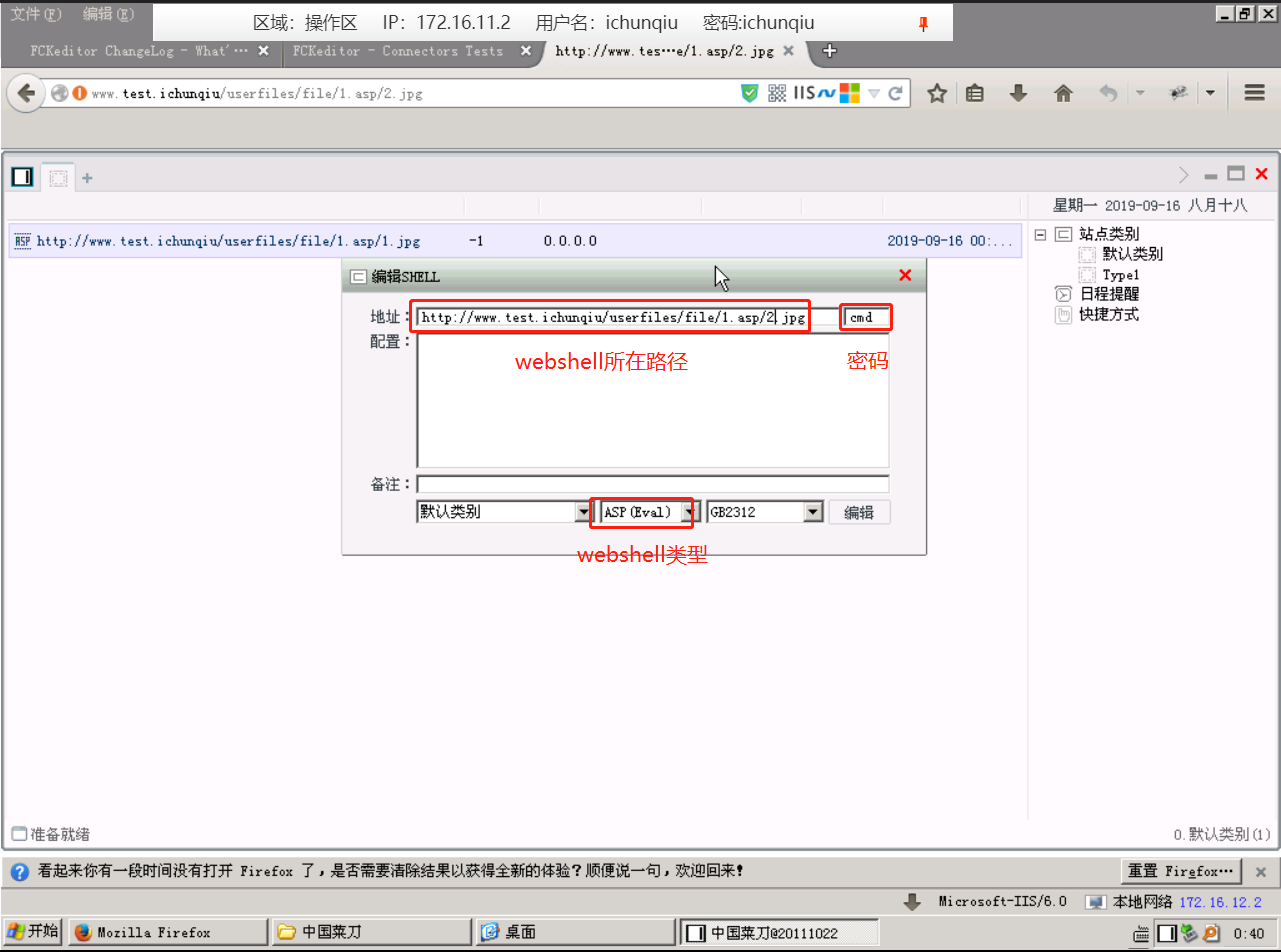 文件(F) 编辑(E)
区域：操作区 IP：172.16.11.2 用户名：ichunqiu 密码:ichunqiu
FCKeditor ChangeLog - What'…
FCKeditor - Connectors Tests
http://www.tes…e/1.asp/2.jpg
www.test.ichunqiu/userfiles/file/1.asp/2.jpg
IIS
星期一 2019-09-16 八月十八
ASP http://www.test.ichunqiu/userfiles/file/1.asp/1.jpg -1 0.0.0.0 2019-09-16 00:...
站点类别
默认类别
Type1
日程提醒
快捷方式
编辑SHELL
地址： http://www.test.ichunqiu/userfiles/file/1.asp/2.jpg cmd
配置：
webshell所在路径 密码
备注：
默认类别 ASP(Eval) GB2312 编辑
webshell类型
准备就绪 0.默认类别(1)
看起来你有一段时间没有打开 Firefox 了，是否需要清除结果以获得全新的体验？顺便说一句，欢迎回来！ 重置 Firefox…
Microsoft-IIS/6.0 本地网络 172.16.12.2
开始 Mozilla Firefox 中国菜刀 桌面 中国菜刀@20111022 0:40